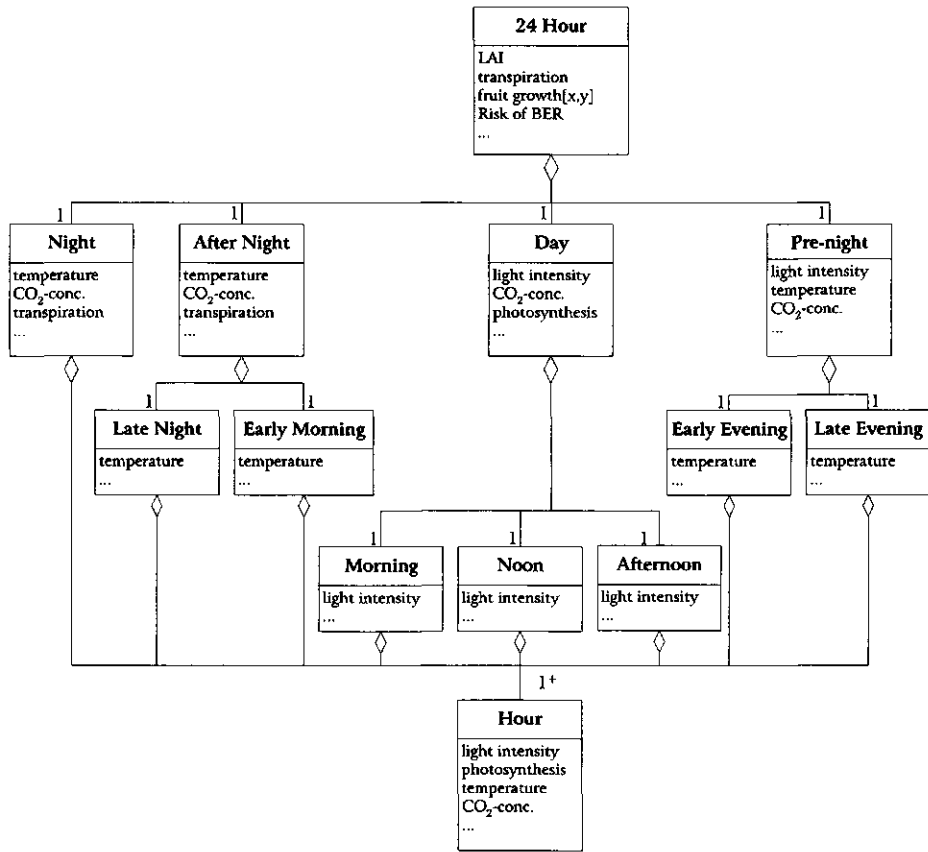 24 Hour
LAI
transpiration
fruit growth[x,y]
Risk of BER
...
1
1
1
1
Night
temperature
CO₂-conc.
transpiration
...
After Night
temperature
CO₂-conc.
transpiration
...
Day
light intensity
CO₂-conc.
photosynthesis
...
Pre-night
light intensity
temperature
CO₂-conc.
...
1
1
1
1
Late Night
temperature
...
Early Morning
temperature
...
Early Evening
temperature
...
Late Evening
temperature
...
1
1
1
Morning
light intensity
...
Noon
light intensity
...
Afternoon
light intensity
...
1⁺
Hour
light intensity
photosynthesis
temperature
CO₂-conc.
...